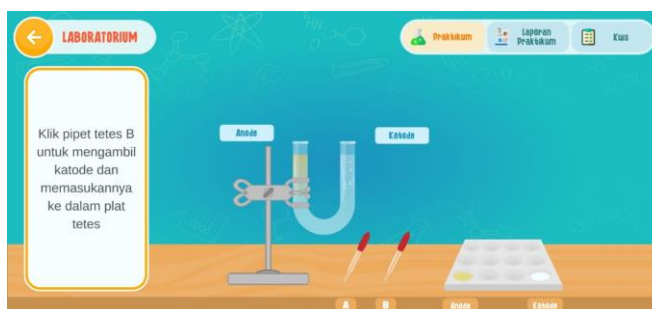 LABORATORIUM
Praktikum
Laporan
Praktikum
Kuis
Klik pipet tetes B
untuk mengambil
katode dan
memasukannya
ke dalam plat
tetes
Anode
Katode
A
B
Anode
Katode